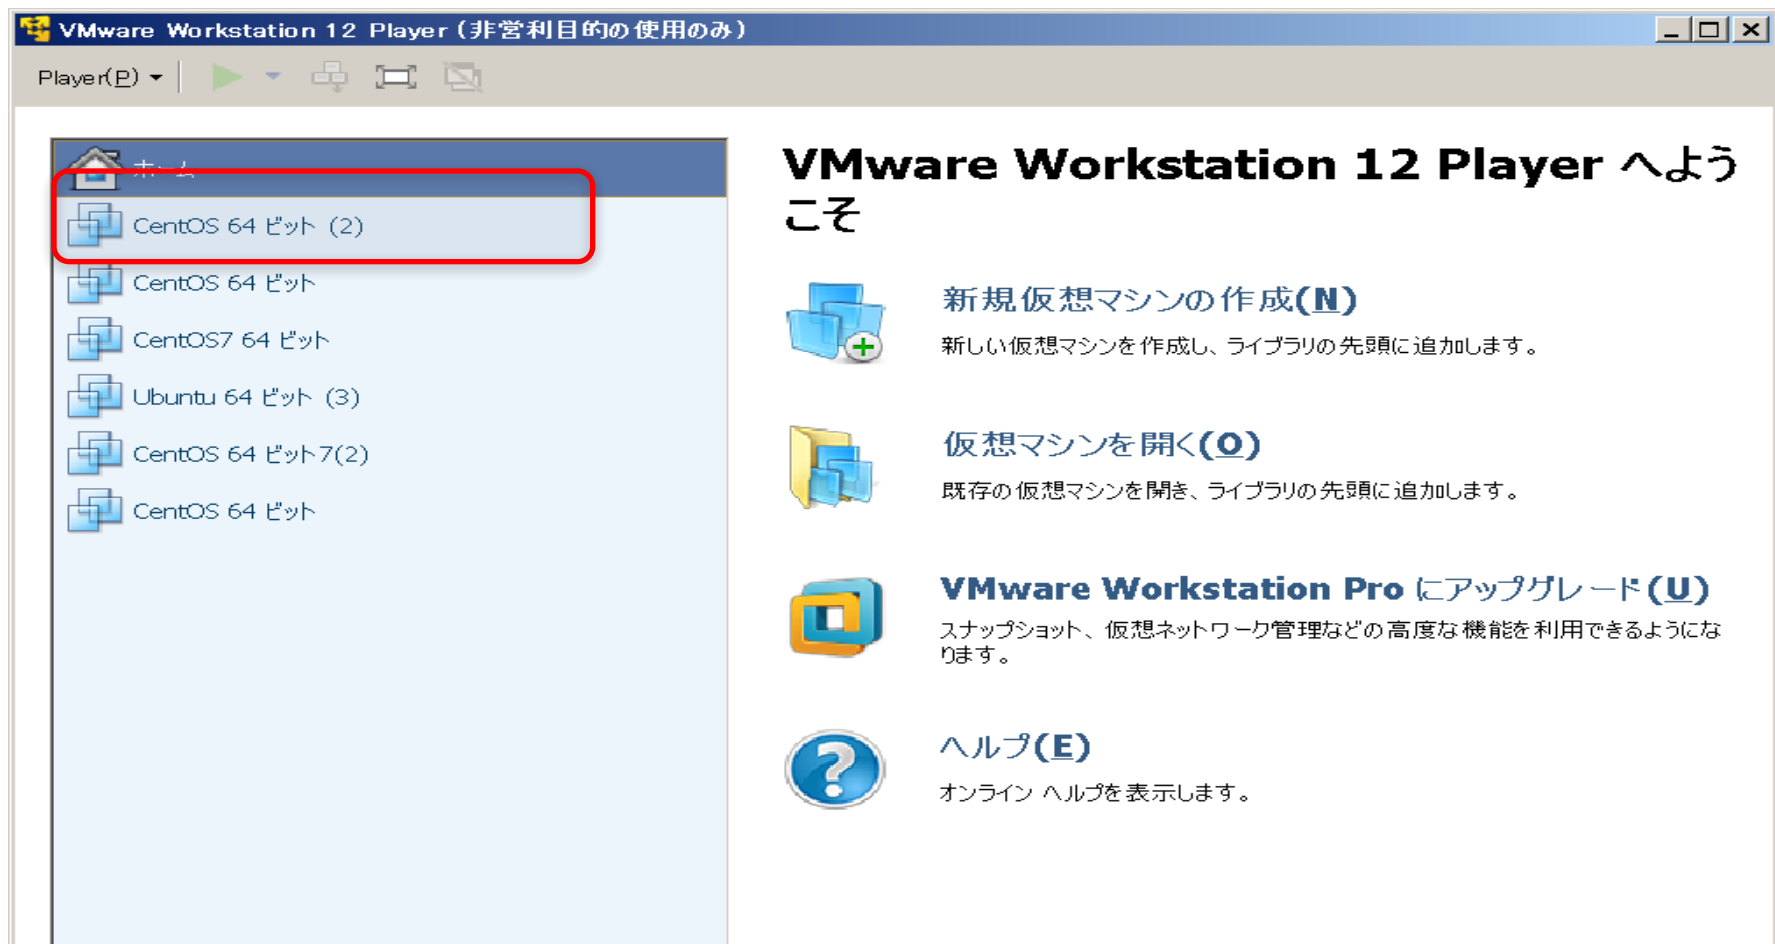 VMware Workstation 12 Player (非営利目的の使用のみ)
Player(P)
ホーム
CentOS 64 ビット (2)
CentOS 64 ビット
CentOS7 64 ビット
Ubuntu 64 ビット (3)
CentOS 64 ビット7(2)
CentOS 64 ビット
VMware Workstation 12 Player へよう
こそ
新規仮想マシンの作成(N)
新しい仮想マシンを作成し、ライブラリの先頭に追加します。
仮想マシンを開く(O)
既存の仮想マシンを開き、ライブラリの先頭に追加します。
VMware Workstation Pro にアップグレード(U)
スナップショット、仮想ネットワーク管理などの高度な機能を利用できるようにな
ります。
ヘルプ(E)
オンライン ヘルプを表示します。